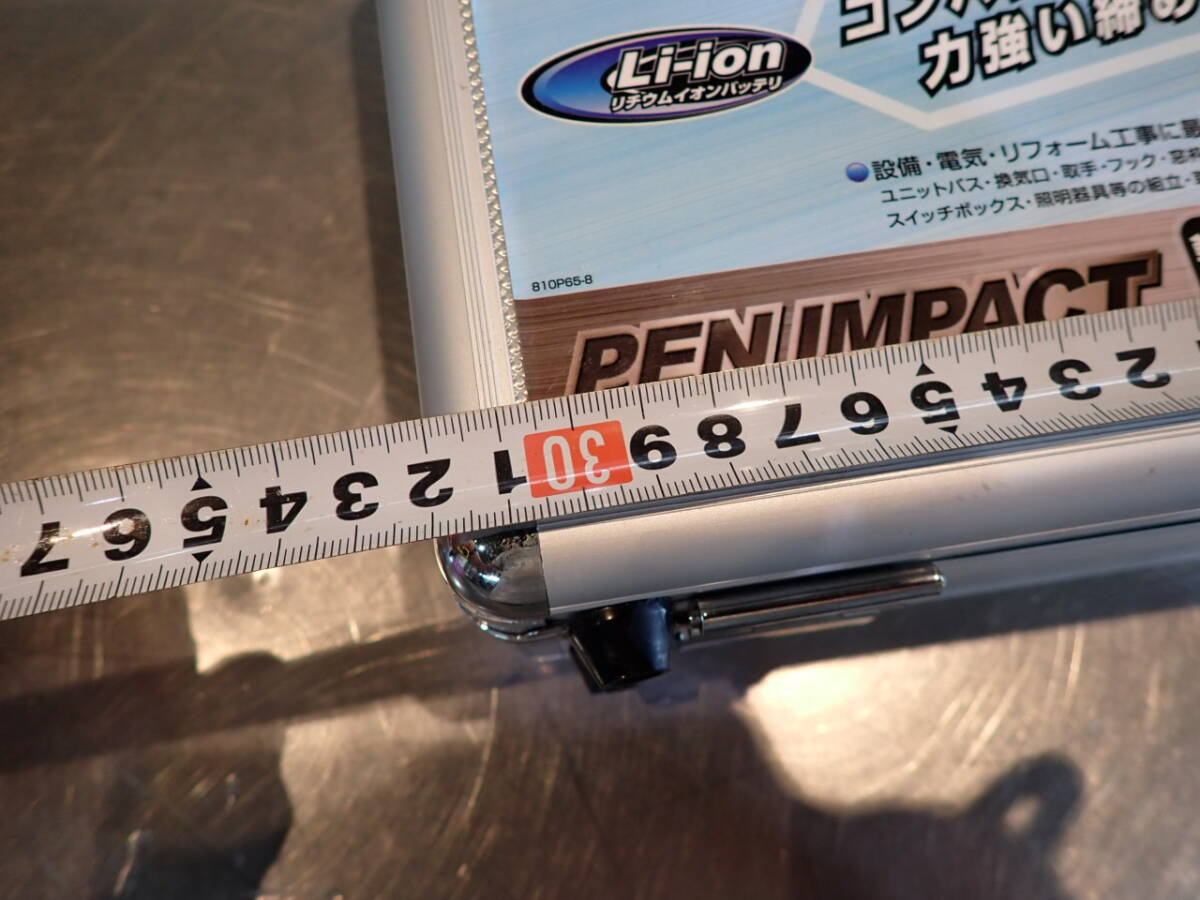 Li-ion
リチウムイオンバッテリ
力強い締め
設備・電気・リフォーム工事に最
ユニットバス・換気口・取手・フック・窓枠
スイッチボックス・照明器具等の組立・
810P65-8
PEN IMPACT
7 6 5 4 3 2 1 30 9 8 7 6 5 4 3 2